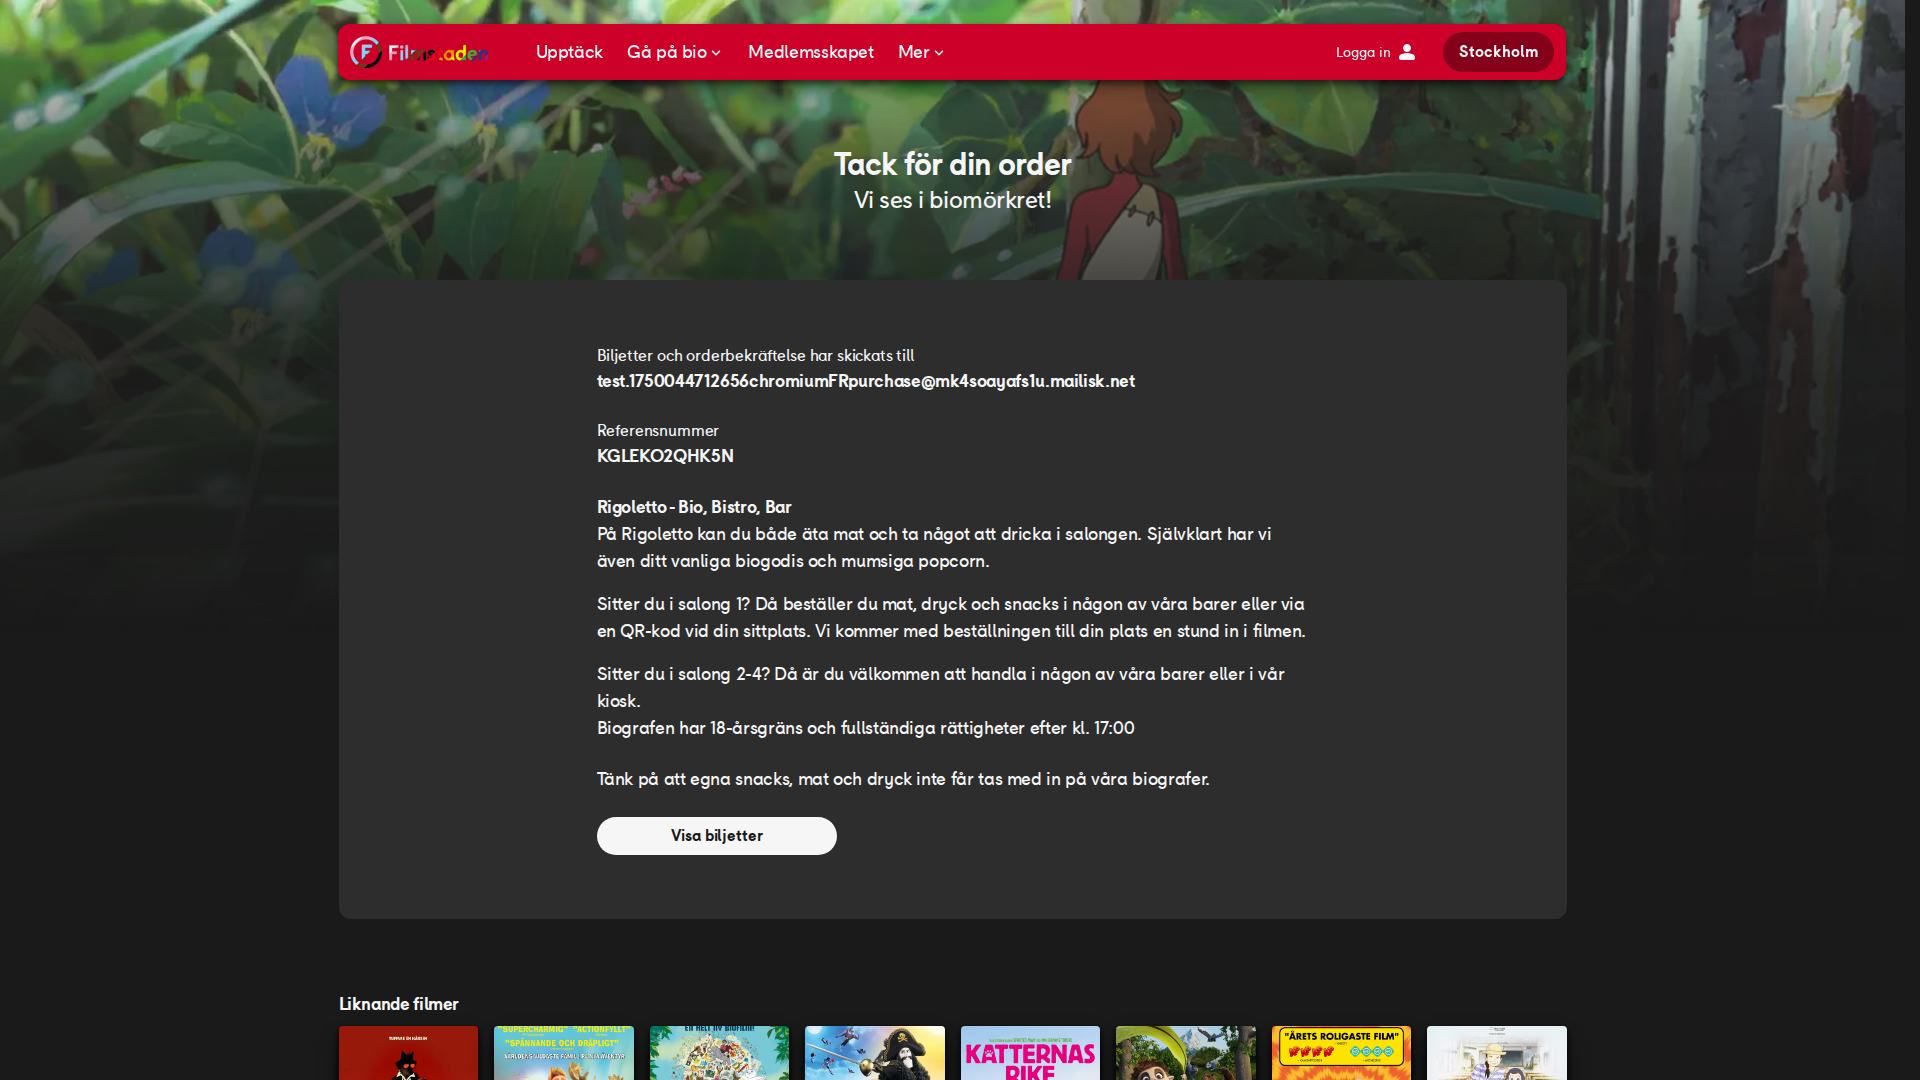 Filmstaden
Upptäck
Gå på bio
Medlemsskapet
Mer
Logga in
Stockholm
Tack för din order
Vi ses i biomörkret!
Biljetter och orderbekräftelse har skickats till
test.1750044712656chromiumFRpurchase@mk4soayafs1u.mailisk.net
Referensnummer
KGLEKO2QHK5N
Rigoletto - Bio, Bistro, Bar
På Rigoletto kan du både äta mat och ta något att dricka i salongen. Självklart har vi
även ditt vanliga biogodis och mumsiga popcorn.
Sitter du i salong 1? Då beställer du mat, dryck och snacks i någon av våra barer eller via
en QR-kod vid din sittplats. Vi kommer med beställningen till din plats en stund in i filmen.
Sitter du i salong 2-4? Då är du välkommen att handla i någon av våra barer eller i vår
kiosk.
Biografen har 18-årsgräns och fullständiga rättigheter efter kl. 17:00
Tänk på att egna snacks, mat och dryck inte får tas med in på våra biografer.
Visa biljetter
Liknande filmer
"SUPERCHARMIG" "ACTIONFYLLT"
"SPÄNNANDE OCH DRÄPLIGT"
EN HELT NY BIOFILM!
KATTERNAS
RIKE
"ÅRETS ROLIGASTE FILM"